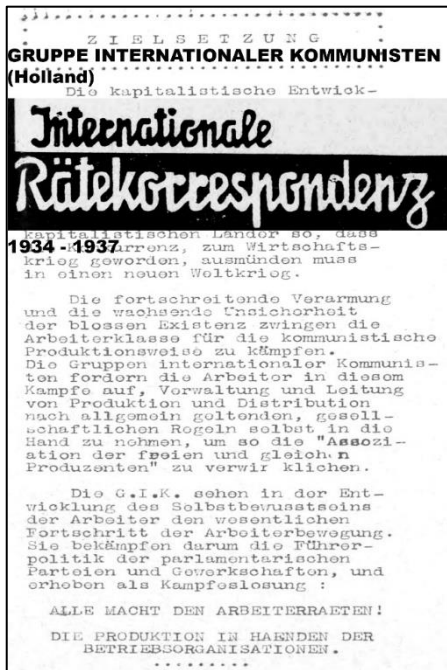 ZIELSETZUNG
GRUPPE INTERNATIONALER KOMMUNISTEN
(Holland)
Die kapitalistische Entwick-
Internationale
Rätekorrespondenz
kapitalistischen Länder so, dass
1934 - 1937
zum Wirtschafts-
krieg geworden, ausmünden muss
in einen neuen Weltkrieg.
Die fortschreitende Verarmung
und die wachsende Unsicherheit
der blossen Existenz zwingen die
Arbeiterklasse für die kommunistische
Produktionsweise zu kämpfen.
Die Gruppen internationaler Kommunis-
ten fordern die Arbeiter in diesem
Kampfe auf, Verwaltung und Leitung
von Produktion und Distribution
nach allgemein geltenden, gesell-
schaftlichen Regeln selbst in die
Hand zu nehmen, um so die "Assozi-
ation der freien und gleichen
Produzenten" zu verwirklichen.
Die G.I.K. sehen in der Ent-
wicklung des Selbstbewusstseins
der Arbeiter den wesentlichen
Fortschritt der Arbeiterbewegung.
Sie bekämpfen darum die Führer-
politik der parlamentarischen
Parteien und Gewerkschaften, und
erheben als Kampfeslosung :
ALLE MACHT DEN ARBEITERRAETEN!
DIE PRODUKTION IN HAENDEN DER
BETRIEBSORGANISATIONEN.